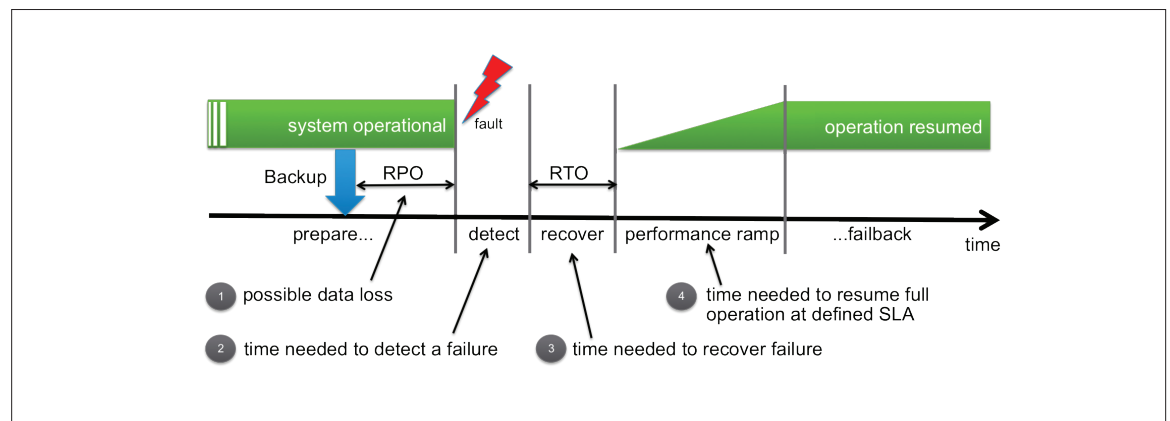 system operational
fault
operation resumed
Backup
RPO
RTO
prepare...
detect
recover
performance ramp
...failback
time
1 possible data loss
4 time needed to resume full
operation at defined SLA
2 time needed to detect a failure
3 time needed to recover failure